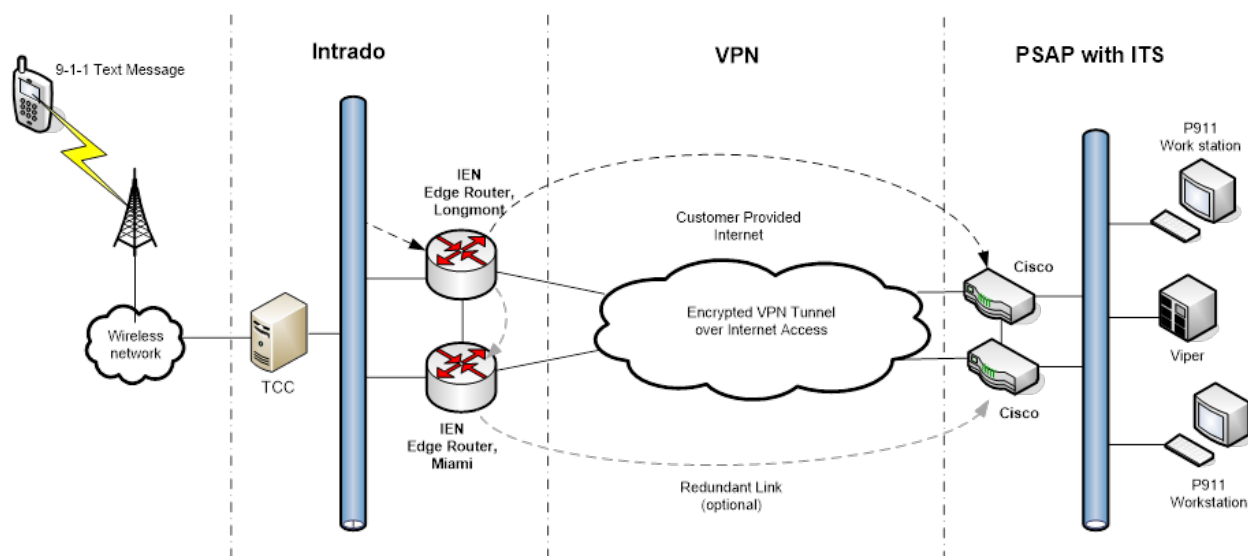 Intrado
VPN
PSAP with ITS
9-1-1 Text Message
Wireless
network
TCC
IEN
Edge Router,
Longmont
IEN
Edge Router,
Miami
Customer Provided
Internet
Encrypted VPN Tunnel
over Internet Access
Redundant Link
(optional)
Cisco
Cisco
P911
Work station
Viper
P911
Workstation